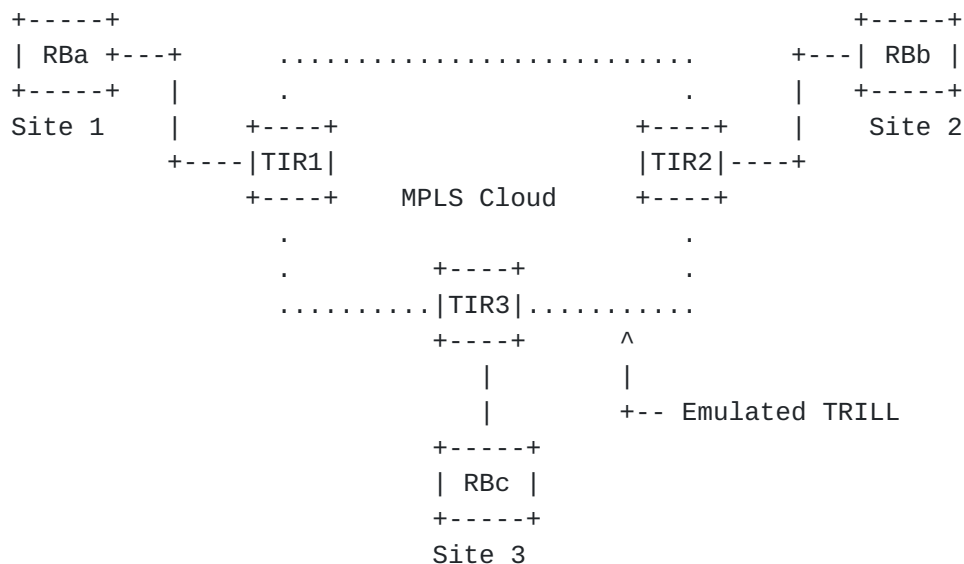 +-----+                                                +-----+
| RBa +---+      ...........................      +---| RBb |
+-----+   |      .                          .      |   +-----+
Site 1    |    +----+                   +----+    |    Site 2
          +----|TIR1|                   |TIR2|----+
               +----+    MPLS Cloud     +----+
                 .                          .
                 .         +----+           .
                 ..........|TIR3|...........
                           +----+      ^
                              |        |
                              |        +-- Emulated TRILL
                           +-----+
                           | RBc |
                           +-----+
                           Site 3